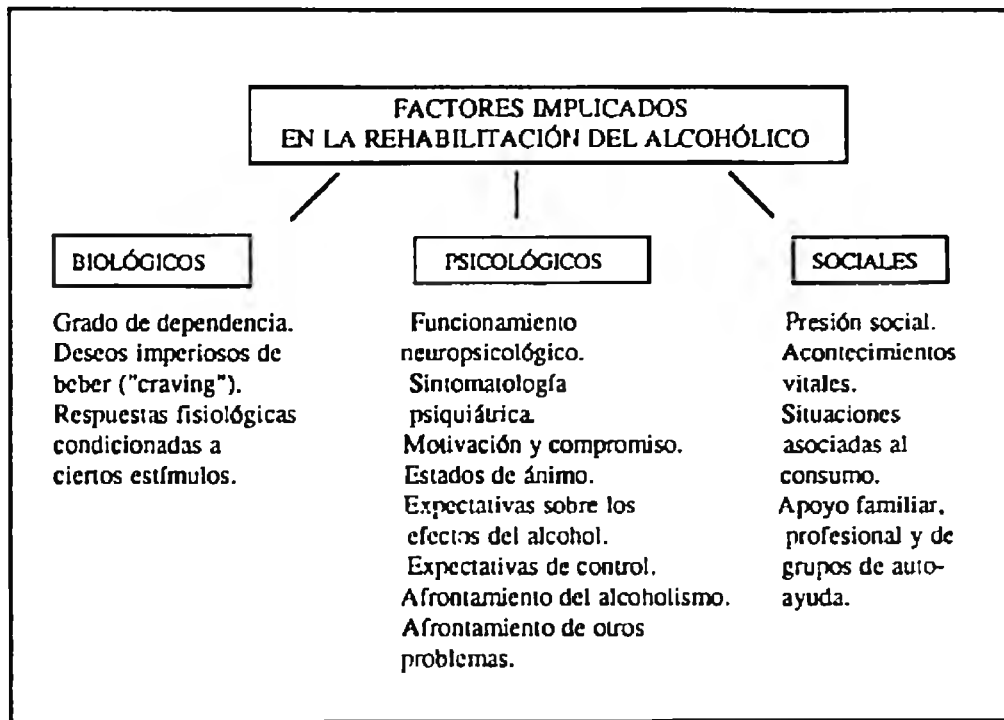 FACTORES IMPLICADOS
EN LA REHABILITACIÓN DEL ALCOHÓLICO
BIOLÓGICOS
Grado de dependencia.
Deseos imperiosos de
beber ("craving").
Respuestas fisiológicas
condicionadas a
ciertos estímulos.
PSICOLÓGICOS
Funcionamiento
neuropsicológico.
Sintomatología
psiquiátrica
Motivación y compromiso.
Estados de ánimo.
Expectativas sobre los
efectos del alcohol.
Expectativas de control.
Afrontamiento del alcoholismo.
Afrontamiento de otros
problemas.
SOCIALES
Presión social.
Acontecimientos
vitales.
Situaciones
asociadas al
consumo.
Apoyo familiar,
profesional y de
grupos de auto-
ayuda.